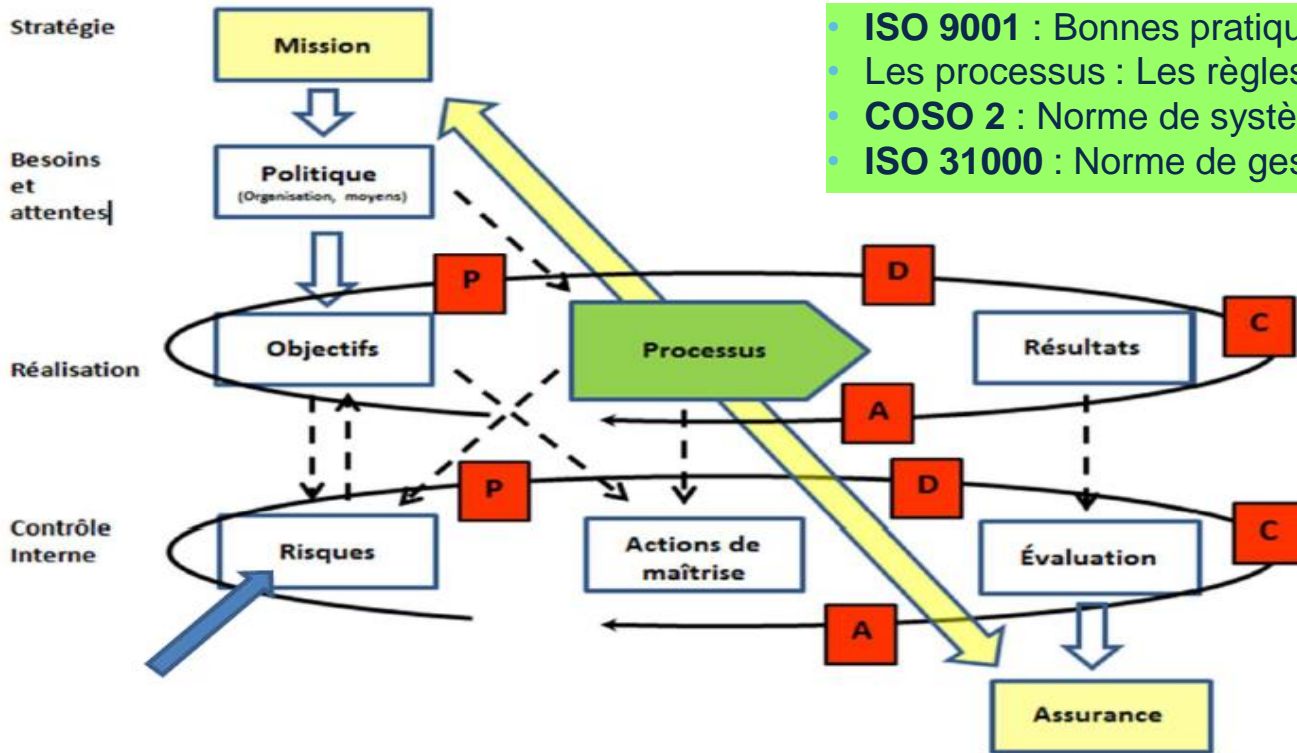 Stratégie
Mission
• ISO 9001 : Bonnes pratiqu
• Les processus : Les règles
• COSO 2 : Norme de systè
• ISO 31000 : Norme de ges
Besoins
et
attentes
Politique
(Organisation, moyens)
P
D
C
Réalisation
Objectifs
Processus
Résultats
A
P
D
C
Contrôle
Interne
Risques
Actions de
maîtrise
Évaluation
A
Assurance